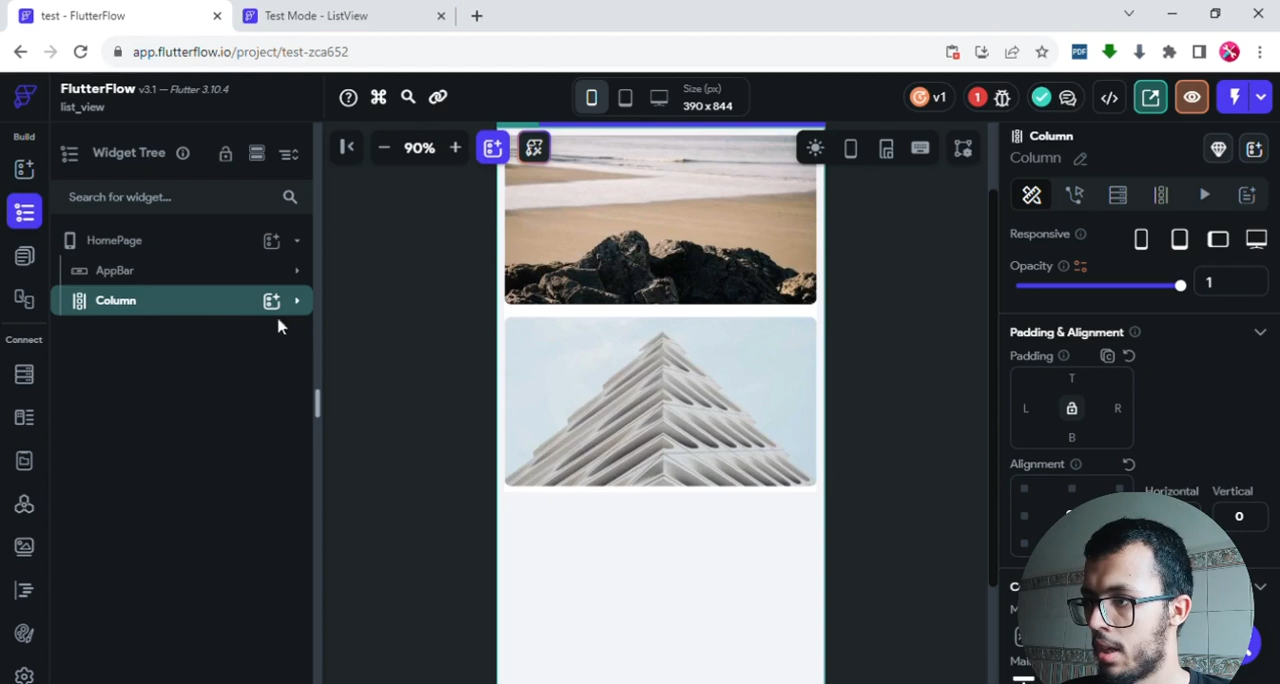 test - FlutterFlow
Test Mode - ListView
app.flutterflow.io/project/test-zca652
PDF
FlutterFlow v3.1 — Flutter 3.10.4
list_view
Size (px)
390 x 844
v1
1
Build
Widget Tree
90%
Column
Column
Search for widget...
HomePage
Responsive
AppBar
Opacity
1
Column
Connect
Padding & Alignment
Padding
T
L
R
B
Alignment
Horizontal
Vertical
0